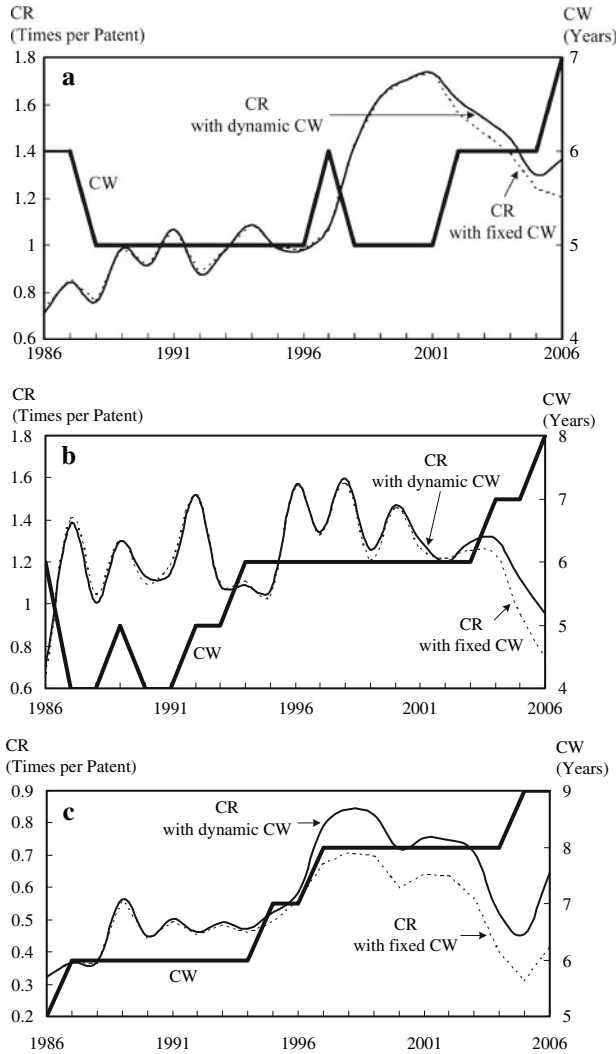 CR
(Times per Patent)
CW
(Years)
1.8
1.6
1.4
1.2
1
0.8
0.6
a
CR
with dynamic CW
CW
CR
with fixed CW
7
6
5
4
1986
1991
1996
2001
2006
CR
(Times per Patent)
CW
(Years)
1.8
1.6
1.4
1.2
1
0.8
0.6
b
CR
with dynamic CW
CW
CR
with fixed CW
8
7
6
5
4
1986
1991
1996
2001
2006
CR
(Times per Patent)
CW
(Years)
0.9
0.8
0.7
0.6
0.5
0.4
0.3
0.2
c
CR
with dynamic CW
CW
CR
with fixed CW
9
8
7
6
5
1986
1991
1996
2001
2006